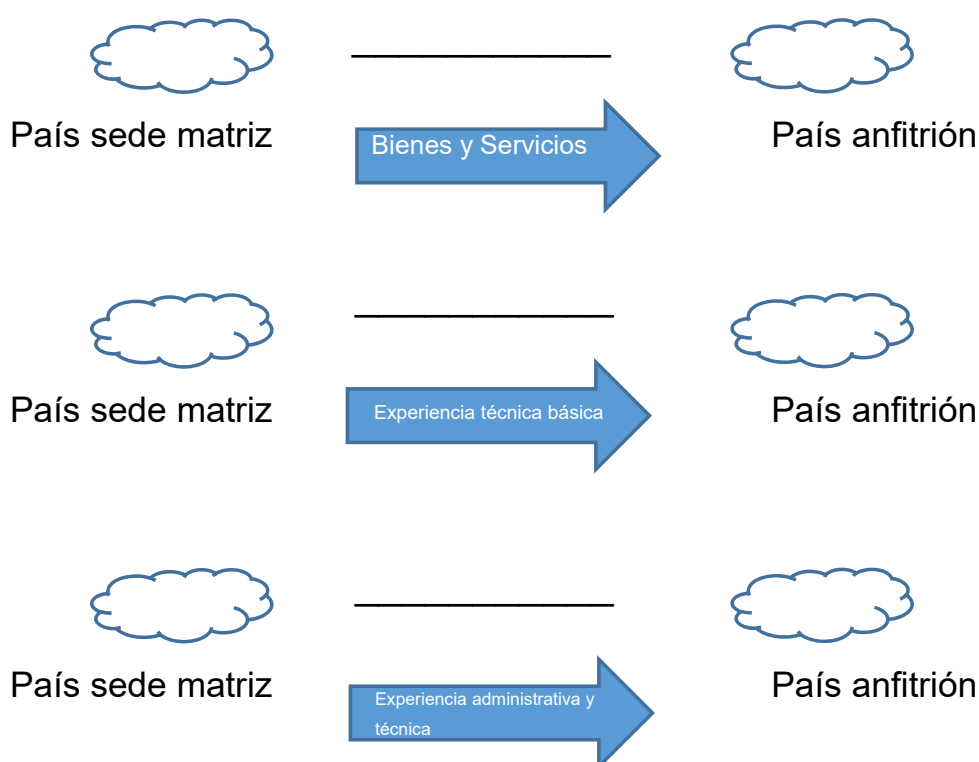 País sede matriz
Bienes y Servicios
País anfitrión
País sede matriz
Experiencia técnica básica
País anfitrión
País sede matriz
Experiencia administrativa y
técnica
País anfitrión